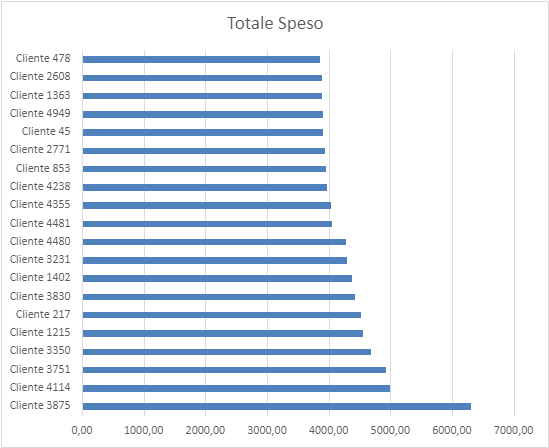 Totale Speso
Cliente 478
Cliente 2608
Cliente 1363
Cliente 4949
Cliente 45
Cliente 2771
Cliente 853
Cliente 4238
Cliente 4355
Cliente 4481
Cliente 4480
Cliente 3231
Cliente 1402
Cliente 3830
Cliente 217
Cliente 1215
Cliente 3350
Cliente 3751
Cliente 4114
Cliente 3875
0,00 1000,00 2000,00 3000,00 4000,00 5000,00 6000,00 7000,00